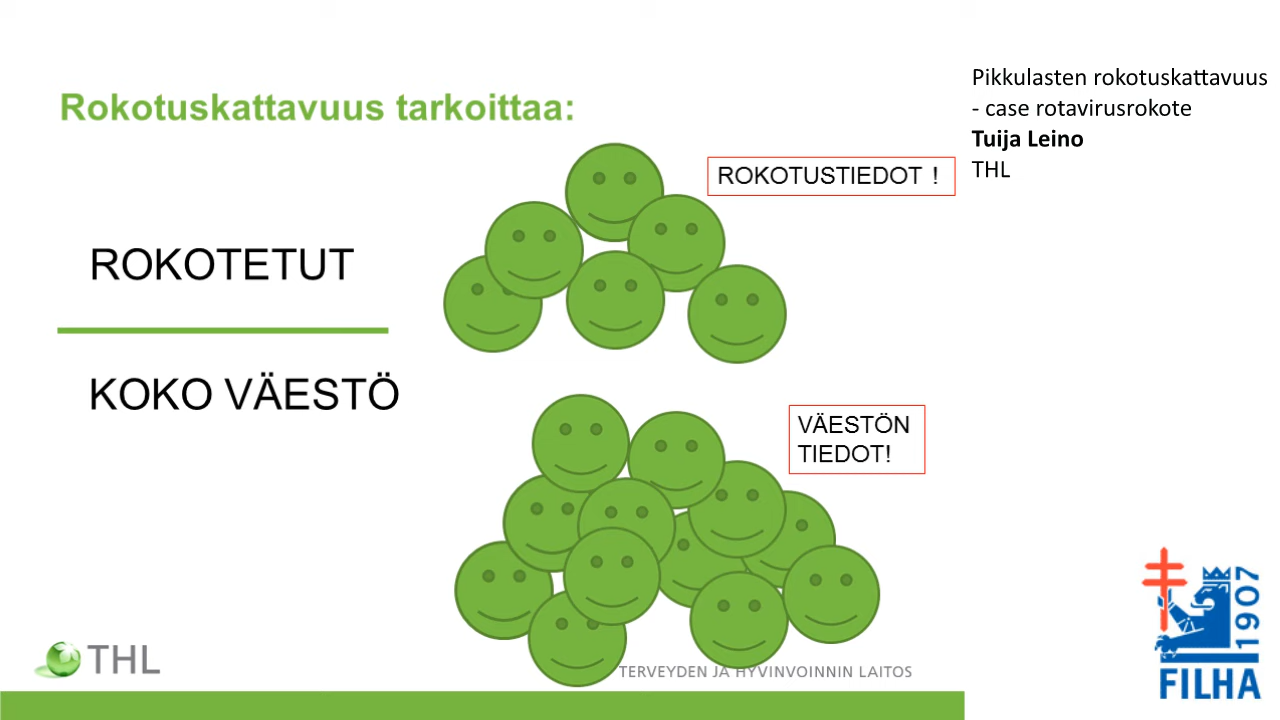 Rokotuskattavuus tarkoittaa:
ROKOTETUT
KOKO VÄESTÖ
ROKOTUSTIEDOT !
VÄESTÖN
TIEDOT!
Pikkulasten rokotuskattavuus
- case rotavirusrokote
Tuija Leino
THL
THL
TERVEYDEN JA HYVINVOINNIN LAITOS
1907
FILHA